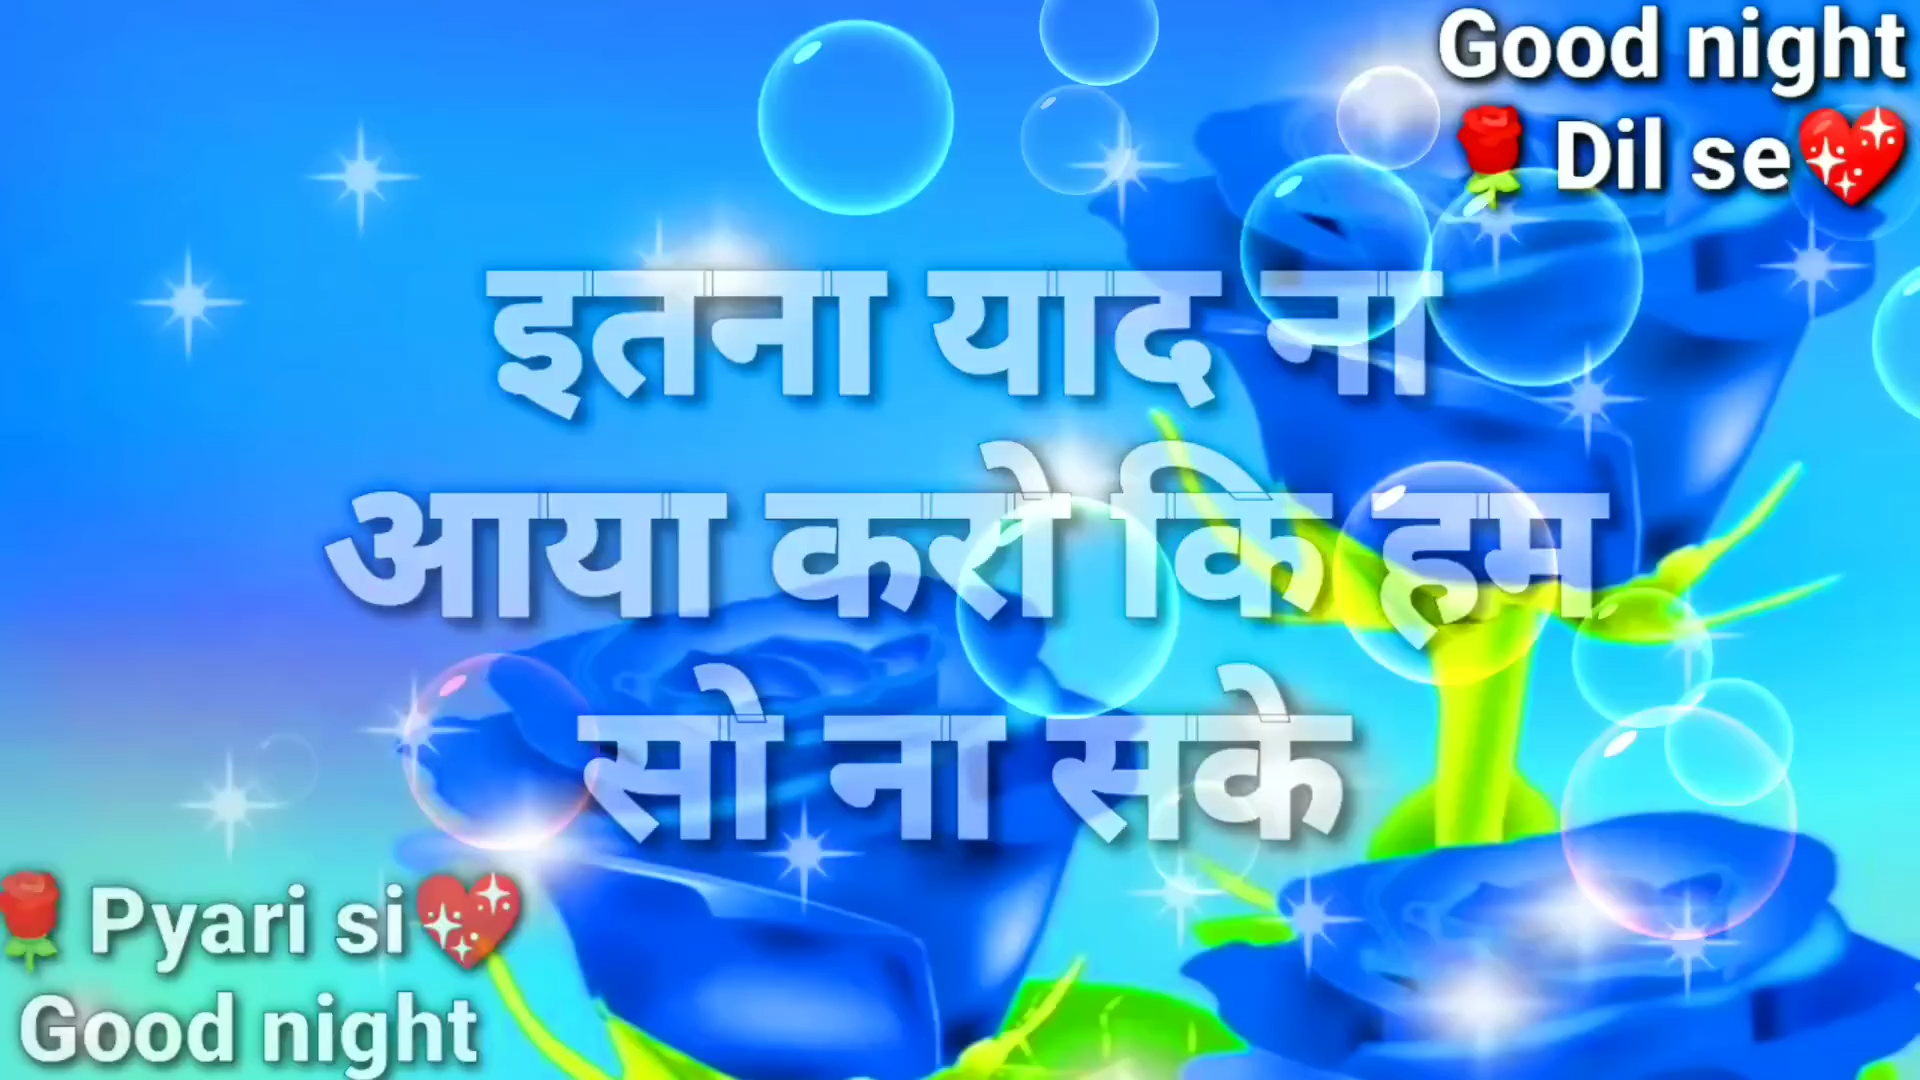 Good night
🌹 Dil se💖
इतना याद ना
आया करो कि हम
सो ना सके
🌹 Pyari si💖
Good night